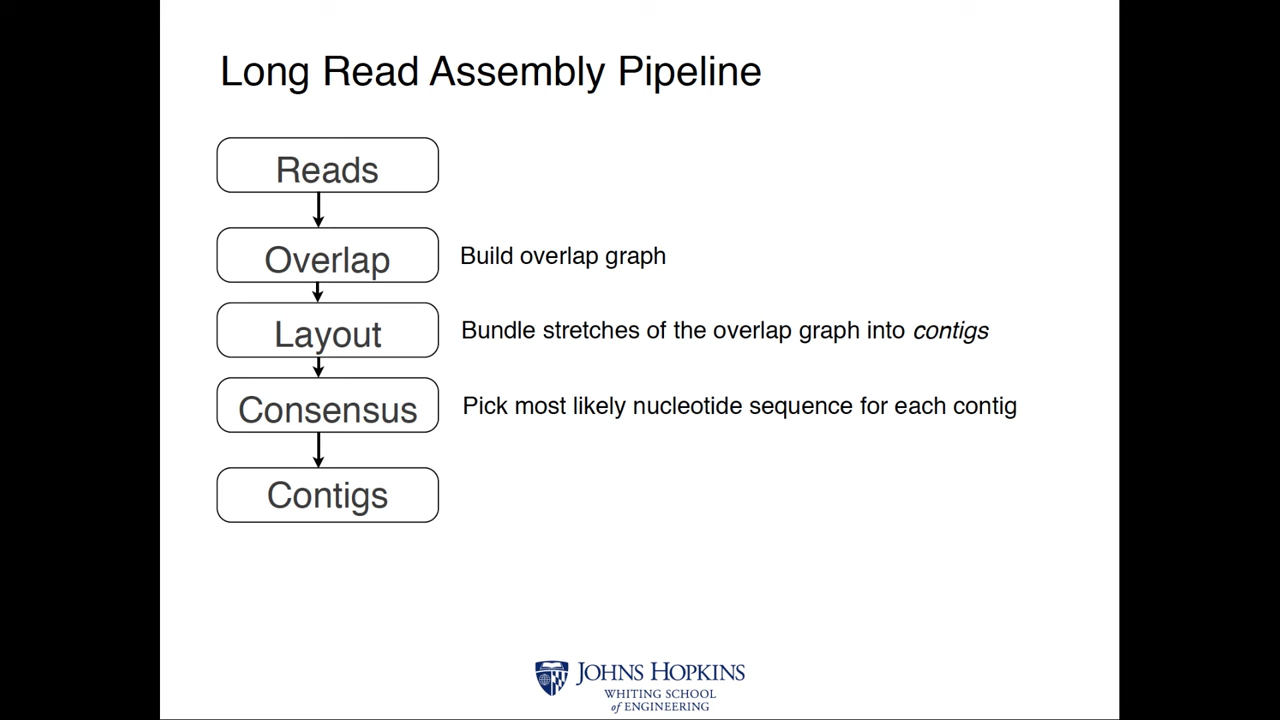 Long Read Assembly Pipeline
Reads
Overlap
Build overlap graph
Layout
Bundle stretches of the overlap graph into contigs
Consensus
Pick most likely nucleotide sequence for each contig
Contigs
JOHNS HOPKINS
WHITING SCHOOL
of ENGINEERING